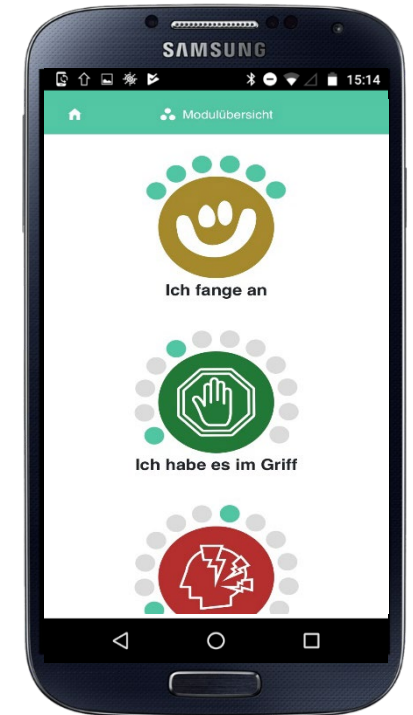 SAMSUNG
15:14
Modulübersicht
Ich fange an
Ich habe es im Griff